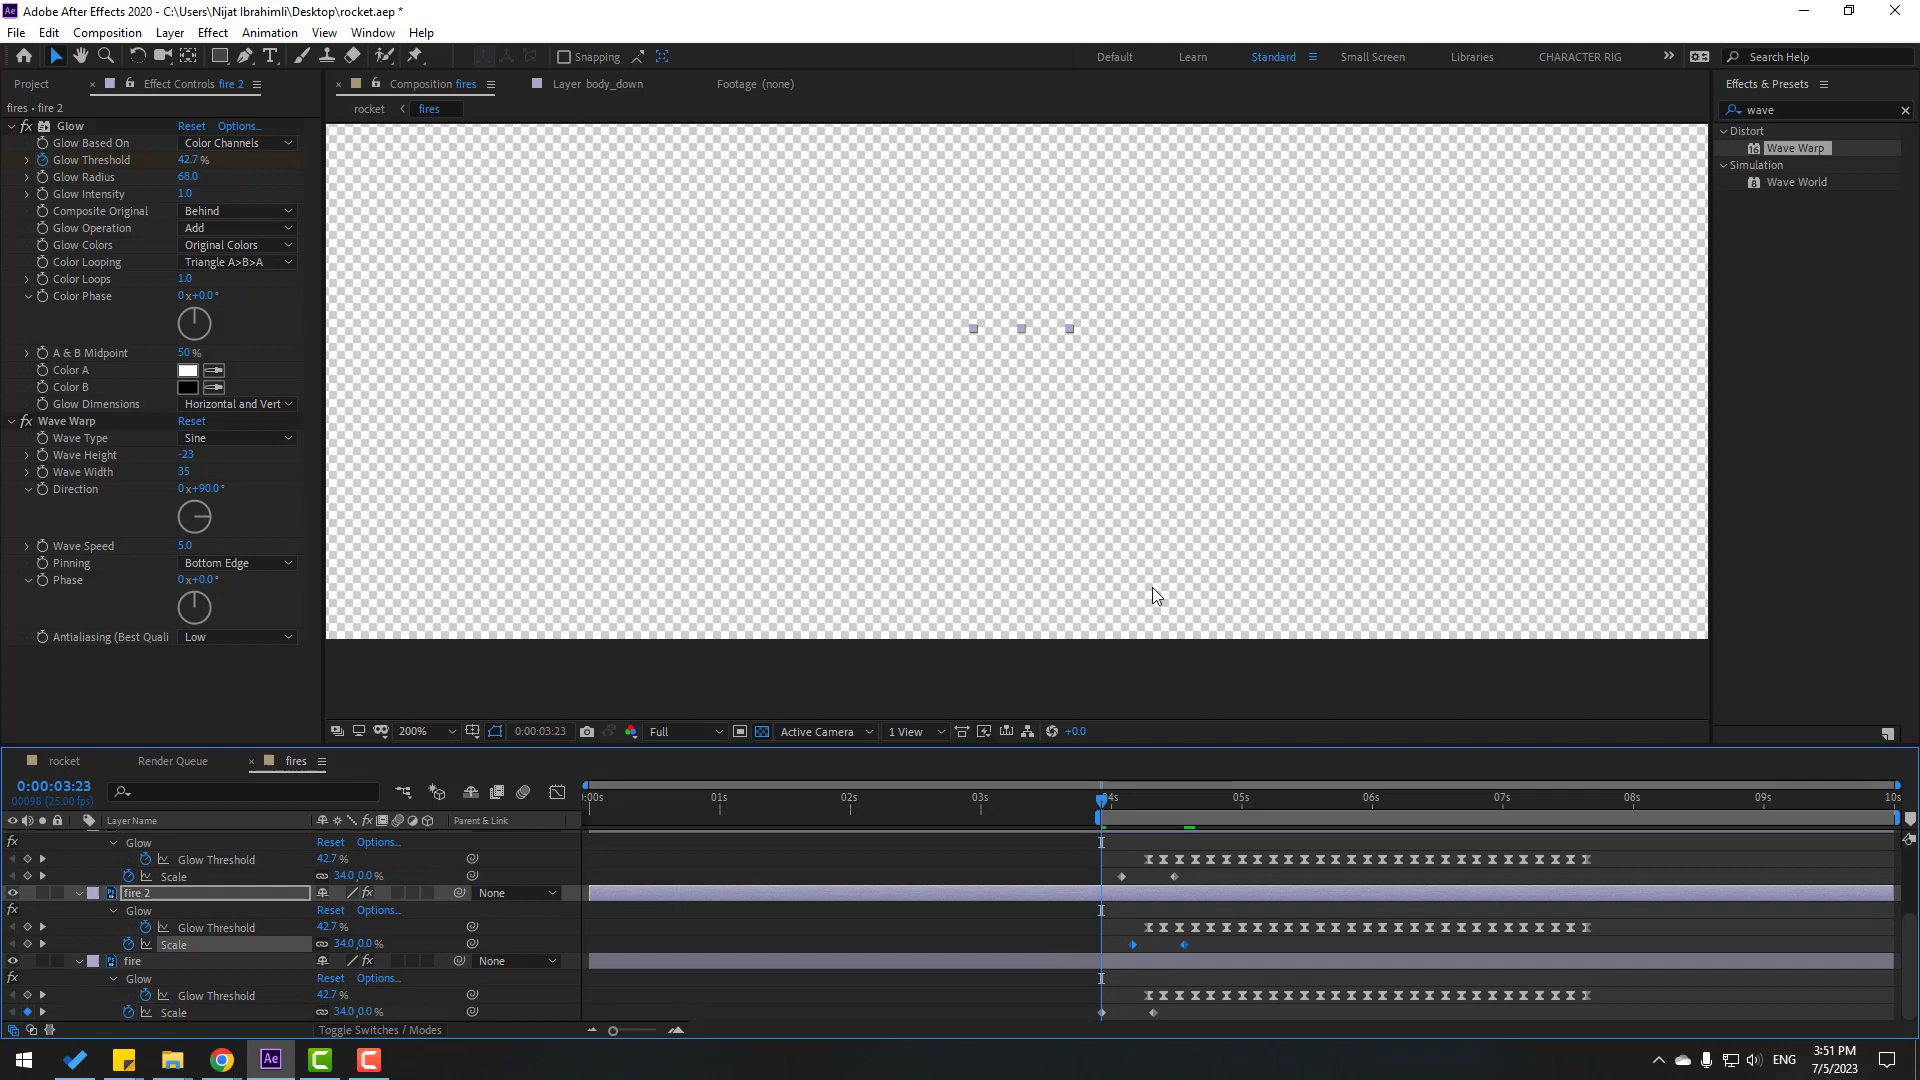 Adobe After Effects 2020 - C:\Users\Nijat Ibrahimli\Desktop\rocket.aep *
File Edit Composition Layer Effect Animation View Window Help
Snapping Default Learn Standard Small Screen Libraries CHARACTER RIG Search Help
Project Effect Controls fire 2 Composition fires Layer body_down Footage (none) Effects & Presets
fires • fire 2
rocket fires
wave
Glow Reset Options...
Glow Based On Color Channels
Glow Threshold 42.7 %
Glow Radius 68.0
Glow Intensity 1.0
Composite Original Behind
Glow Operation Add
Glow Colors Original Colors
Color Looping Triangle A>B>A
Color Loops 1.0
Color Phase 0x+0.0°
A & B Midpoint 50 %
Color A
Color B
Glow Dimensions Horizontal and Vert
Wave Warp Reset
Wave Type Sine
Wave Height -23
Wave Width 35
Direction 0x+90.0°
Wave Speed 5.0
Pinning Bottom Edge
Phase 0x+0.0°
Antialiasing (Best Quali Low
Distort
Wave Warp
Simulation
Wave World
200% 0:00:03:23 Full Active Camera 1 View +0.0
rocket Render Queue fires
0:00:03:23
00098 (25.00 fps)
:00s 01s 02s 03s 04s 05s 06s 07s 08s 09s 10s
Layer Name Parent & Link
Glow Reset Options...
Glow Threshold 42.7 %
Scale 34.0,0.0 %
fire 2 None
Glow Reset Options...
Glow Threshold 42.7 %
Scale 34.0,0.0 %
fire None
Glow Reset Options...
Glow Threshold 42.7 %
Scale 34.0,0.0 %
Toggle Switches / Modes
Ae ENG 3:51 PM
7/5/2023